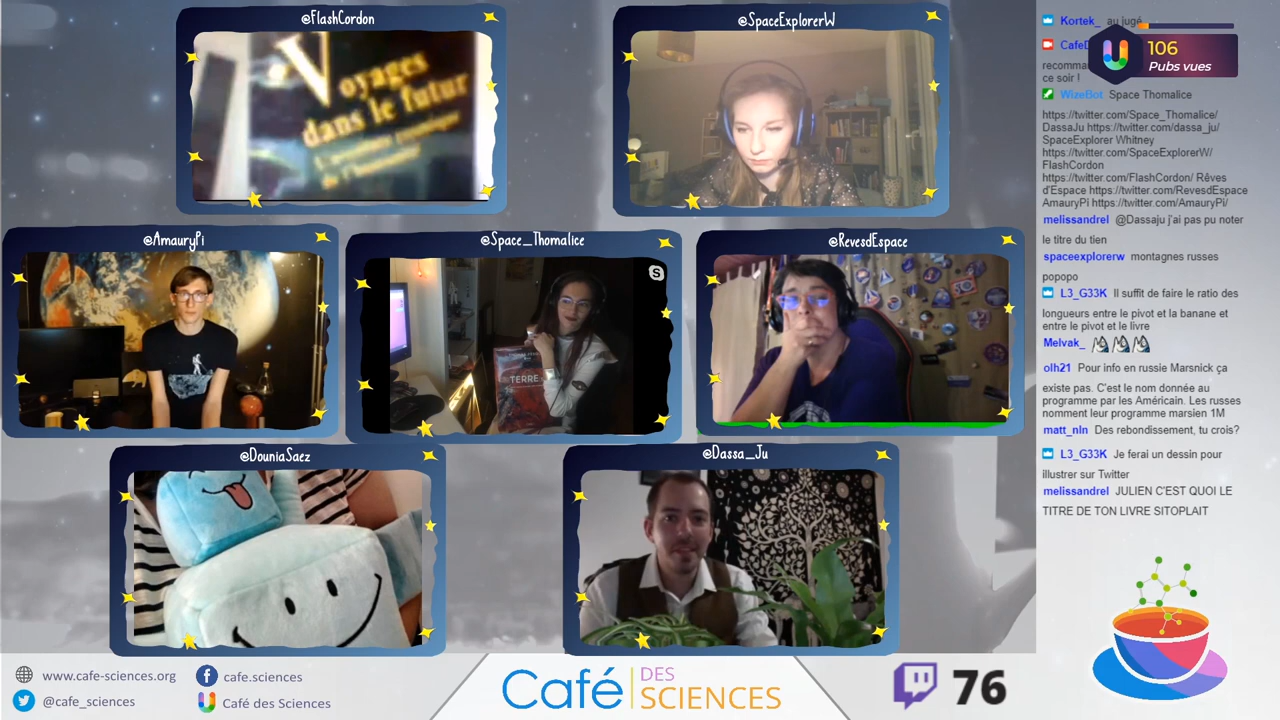 @FlashCordon
@SpaceExplorerW
Voyages
dans le futur
@AmauryPi
@Space_Thomalice
@RevesdEspace
TERRE
@DouniaSaez
@Dassa_Ju
Kortek_ au jugé
106
Pubs vues
ce soir !
WizeBot Space Thomalice
https://twitter.com/Space_Thomalice/
DassaJu https://twitter.com/dassa_ju/
SpaceExplorer Whitney
https://twitter.com/SpaceExplorerW/
FlashCordon
https://twitter.com/FlashCordon/ Rêves
d'Espace https://twitter.com/RevesdEspace
AmauryPi https://twitter.com/AmauryPi/
melissandrel @Dassaju j'ai pas pu noter
le titre du tien
spaceexplorerw montagnes russes
popopo
L3_G33K Il suffit de faire le ratio des
longueurs entre le pivot et la banane et
entre le pivot et le livre
Melvak_
olh21 Pour info en russie Marsnick ça
existe pas. C'est le nom donnée au
programme par les Américain. Les russes
nomment leur programme marsien 1M
matt_nln Des rebondissement, tu crois?
L3_G33K Je ferai un dessin pour
illustrer sur Twitter
melissandrel JULIEN C'EST QUOI LE
TITRE DE TON LIVRE SITOPLAIT
www.cafe-sciences.org
cafe.sciences
@cafe_sciences
Café des Sciences
Café DES SCIENCES
76